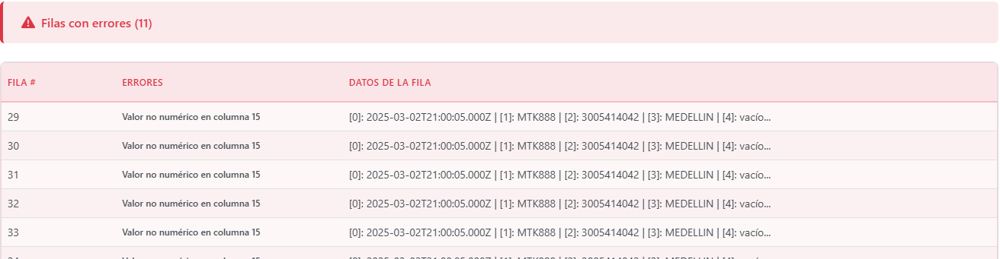 Filas con errores (11)
FILA # ERRORES DATOS DE LA FILA
29 Valor no numérico en columna 15 [0]: 2025-03-02T21:00:05.000Z | [1]: MTK888 | [2]: 3005414042 | [3]: MEDELLIN | [4]: vacío...
30 Valor no numérico en columna 15 [0]: 2025-03-02T21:00:05.000Z | [1]: MTK888 | [2]: 3005414042 | [3]: MEDELLIN | [4]: vacío...
31 Valor no numérico en columna 15 [0]: 2025-03-02T21:00:05.000Z | [1]: MTK888 | [2]: 3005414042 | [3]: MEDELLIN | [4]: vacío...
32 Valor no numérico en columna 15 [0]: 2025-03-02T21:00:05.000Z | [1]: MTK888 | [2]: 3005414042 | [3]: MEDELLIN | [4]: vacío...
33 Valor no numérico en columna 15 [0]: 2025-03-02T21:00:05.000Z | [1]: MTK888 | [2]: 3005414042 | [3]: MEDELLIN | [4]: vacío...